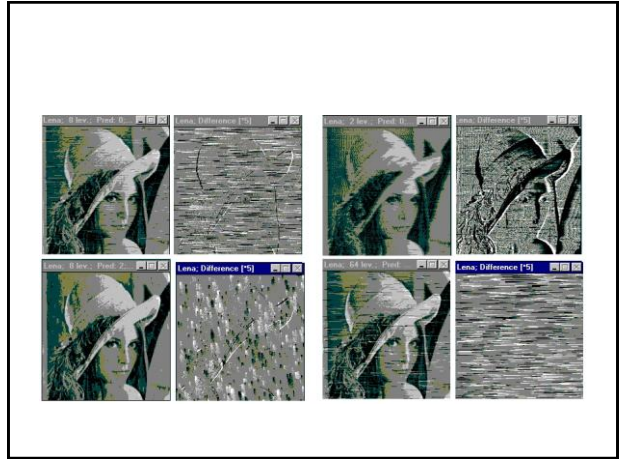 Lena; 8 lev.; Pred: 0;...
Lena; Difference [*5]
Lena; 2 lev.; Pred: 0;...
Lena; Difference [*5]
Lena; 8 lev.; Pred: 2...
Lena; Difference [*5]
Lena; 64 lev.; Pred:
Lena; Difference [*5]